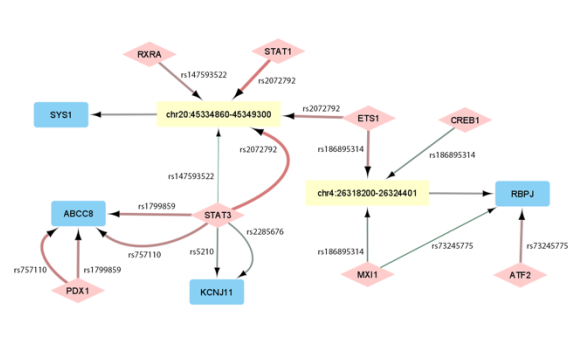 RXRA
STAT1
rs147593522
rs2072792
SYS1
chr20:45334860-45349300
rs2072792
ETS1
CREB1
rs2072792
rs186895314
rs186895314
rs147593522
chr4:26318200-26324401
RBPJ
ABCC8
rs1799859
STAT3
rs2285676
rs757110
rs5210
rs186895314
rs73245775
rs73245775
rs757110
rs1799859
MXI1
ATF2
PDX1
KCNJ11